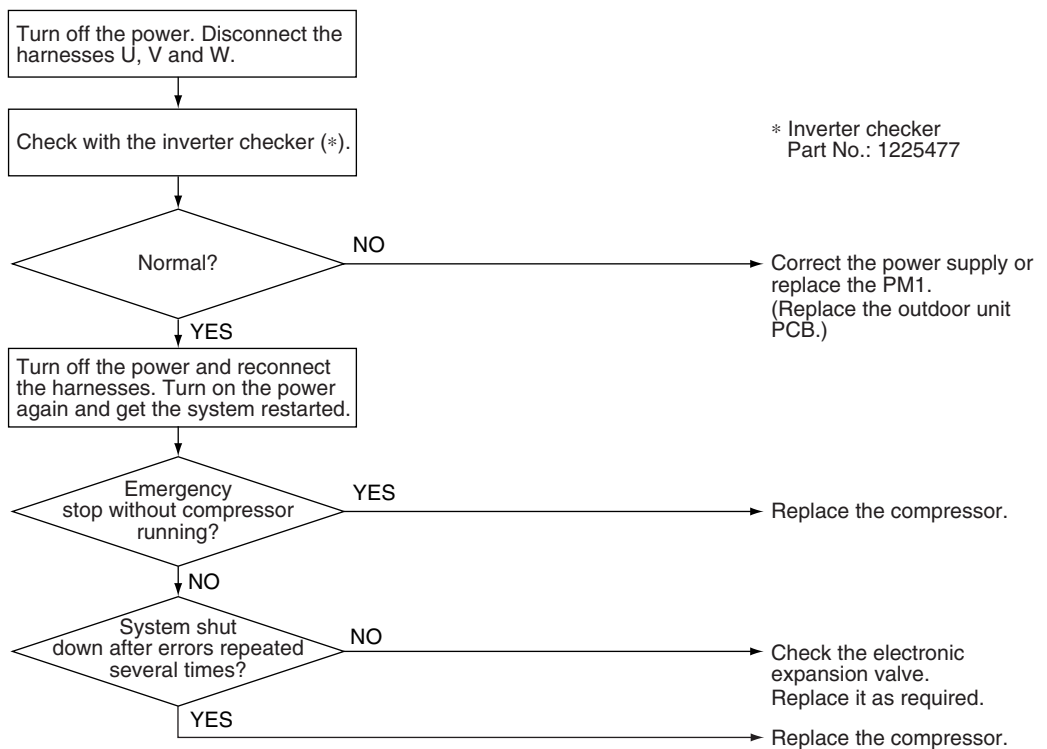 Turn off the power. Disconnect the
harnesses U, V and W.
Check with the inverter checker (*).
* Inverter checker
Part No.: 1225477
Normal?
NO
Correct the power supply or
replace the PM1.
(Replace the outdoor unit
PCB.)
YES
Turn off the power and reconnect
the harnesses. Turn on the power
again and get the system restarted.
Emergency
stop without compressor
running?
YES
Replace the compressor.
NO
System shut
down after errors repeated
several times?
NO
Check the electronic
expansion valve.
Replace it as required.
YES
Replace the compressor.